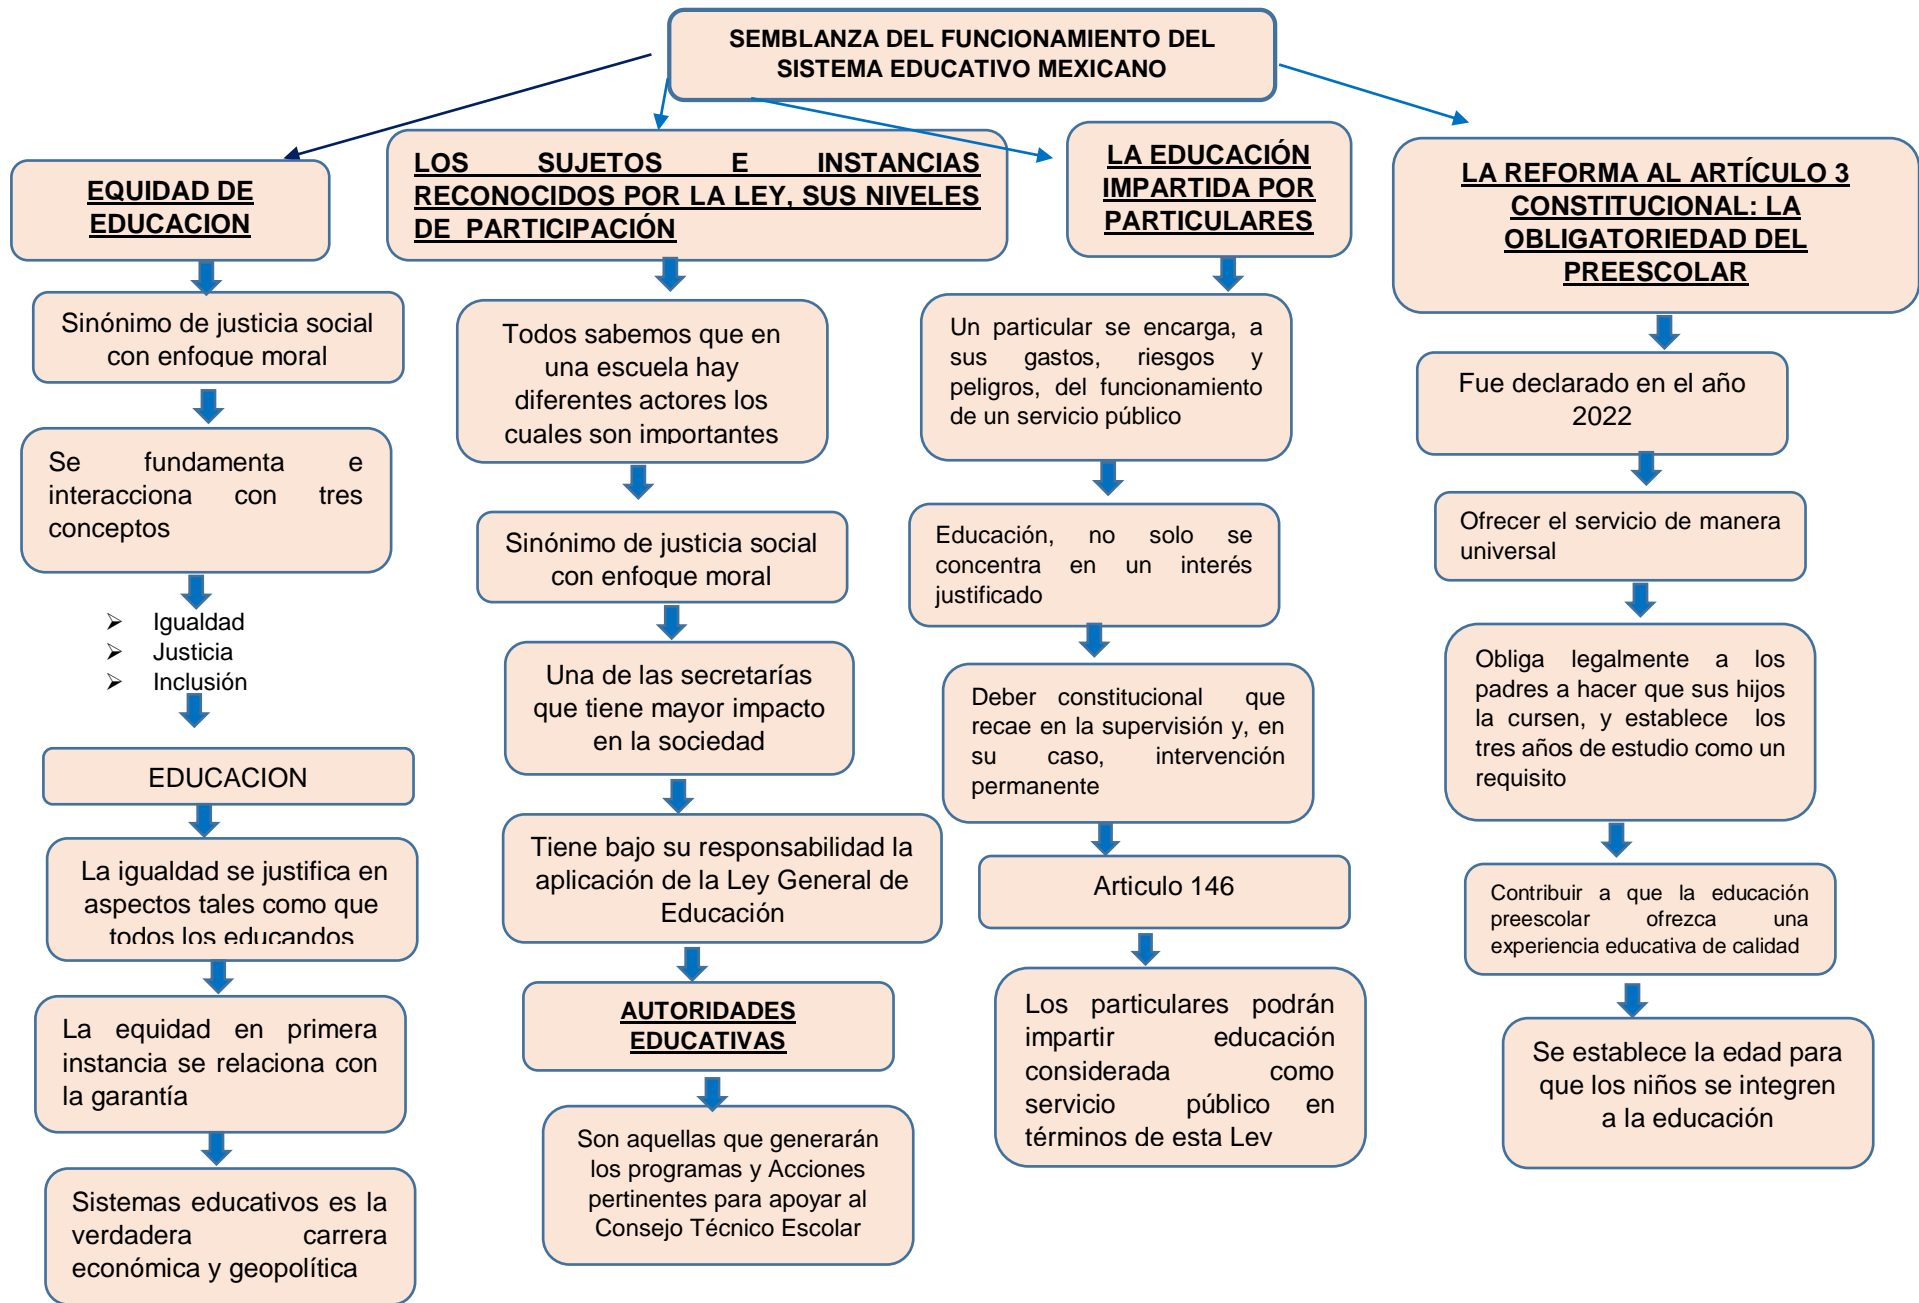 SEMBLANZA DEL FUNCIONAMIENTO DEL
SISTEMA EDUCATIVO MEXICANO
EQUIDAD DE
EDUCACION
Sinónimo de justicia social
con enfoque moral
Se fundamenta e
interacciona con tres
conceptos
➢ Igualdad
➢ Justicia
➢ Inclusión
EDUCACION
La igualdad se justifica en
aspectos tales como que
todos los educandos
La equidad en primera
instancia se relaciona con
la garantía
Sistemas educativos es la
verdadera carrera
económica y geopolítica
LOS SUJETOS E INSTANCIAS
RECONOCIDOS POR LA LEY, SUS NIVELES
DE PARTICIPACIÓN
Todos sabemos que en
una escuela hay
diferentes actores los
cuales son importantes
Sinónimo de justicia social
con enfoque moral
Una de las secretarías
que tiene mayor impacto
en la sociedad
Tiene bajo su responsabilidad la
aplicación de la Ley General de
Educación
AUTORIDADES
EDUCATIVAS
Son aquellas que generarán
los programas y Acciones
pertinentes para apoyar al
Consejo Técnico Escolar
LA EDUCACIÓN
IMPARTIDA POR
PARTICULARES
Un particular se encarga, a
sus gastos, riesgos y
peligros, del funcionamiento
de un servicio público
Educación, no solo se
concentra en un interés
justificado
Deber constitucional que
recae en la supervisión y, en
su caso, intervención
permanente
Articulo 146
Los particulares podrán
impartir educación
considerada como
servicio público en
términos de esta Ley
LA REFORMA AL ARTÍCULO 3
CONSTITUCIONAL: LA
OBLIGATORIEDAD DEL
PREESCOLAR
Fue declarado en el año
2022
Ofrecer el servicio de manera
universal
Obliga legalmente a los
padres a hacer que sus hijos
la cursen, y establece los
tres años de estudio como un
requisito
Contribuir a que la educación
preescolar ofrezca una
experiencia educativa de calidad
Se establece la edad para
que los niños se integren
a la educación